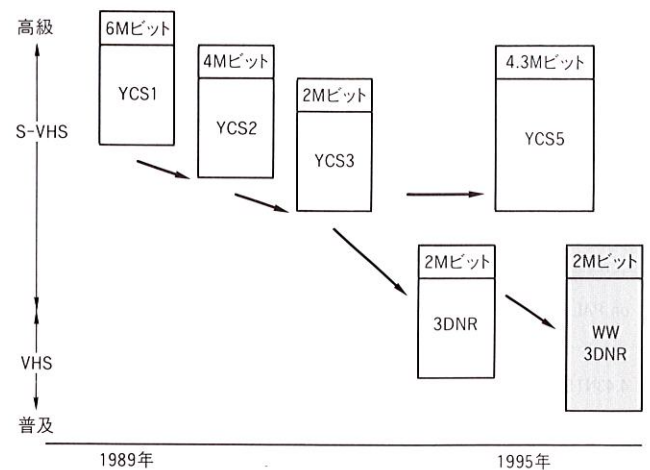 高級
S-VHS
VHS
普及
6Mビット
YCS1
4Mビット
YCS2
2Mビット
YCS3
4.3Mビット
YCS5
2Mビット
3DNR
2Mビット
WW
3DNR
1989年
1995年